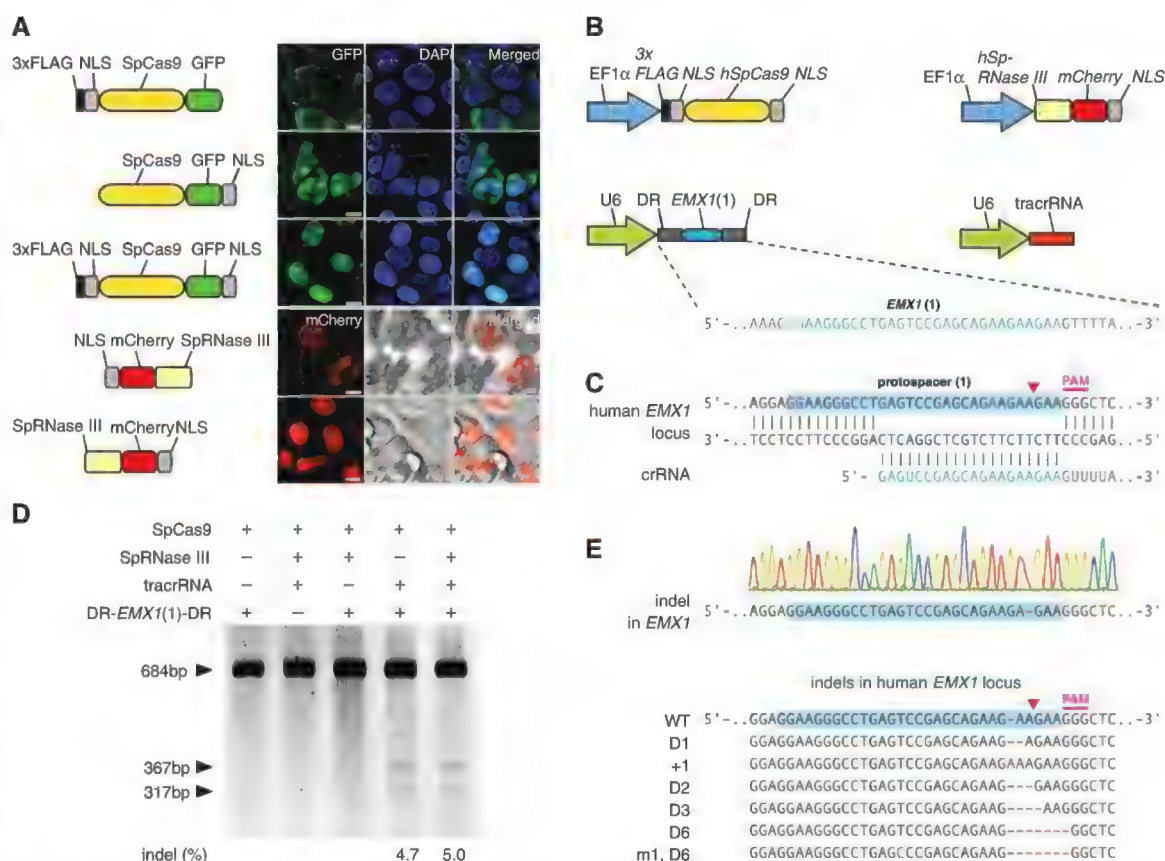 A
3xFLAG NLS SpCas9 GFP
SpCas9 GFP NLS
3xFLAG NLS SpCas9 GFP NLS
NLS mCherry SpRNase III
SpRNase III mCherry NLS
GFP DAPI Merged
mCherry
B
EF1α 3x FLAG NLS hSpCas9 NLS
EF1α hSp-RNase III mCherry NLS
U6 DR EMX1(1) DR
U6 tracrRNA
EMX1 (1)
5'-..AAAC AAGGGCCTGAGTCCGAGCAGAAGAAGAAGTTTTA..-3'
C
protospacer (1) PAM
human EMX1 locus
5'-..AGGAGGAAGGGCCTGAGTCCGAGCAGAAGAAGAAGGGCTC..-3'
3'-..TCCTCCTTCCCGGACTCAGGCTCGTCTTCTTCTTCCCGAG..-5'
crRNA 5'- GAGUCCGAGCAGAAGAAGAAGUUUUA..-3'
D
SpCas9 + + + + +
SpRNase III – + + – +
tracrRNA – + – + +
DR-EMX1(1)-DR + – + + +
684bp
367bp
317bp
indel (%) 4.7 5.0
E
indel in EMX1 5'-..AGGAGGAAGGGCCTGAGTCCGAGCAGAAGA-GAAGGGCTC..-3'
indels in human EMX1 locus
PAM
WT 5'-..GGAGGAAGGGCCTGAGTCCGAGCAGAAG-AAGAAGGGCTC..-3'
D1 GGAGGAAGGGCCTGAGTCCGAGCAGAAG--AGAAGGGCTC
+1 GGAGGAAGGGCCTGAGTCCGAGCAGAAGAAAGAAGGGCTC
D2 GGAGGAAGGGCCTGAGTCCGAGCAGAAG---GAAGGGCTC
D3 GGAGGAAGGGCCTGAGTCCGAGCAGAAG----AAGGGCTC
D6 GGAGGAAGGGCCTGAGCCCGAGCAGAAG-------GGCTC
m1, D6 GGAGGAAGGGCCTGAGCCCGAGCAGAAG-------GGCTC